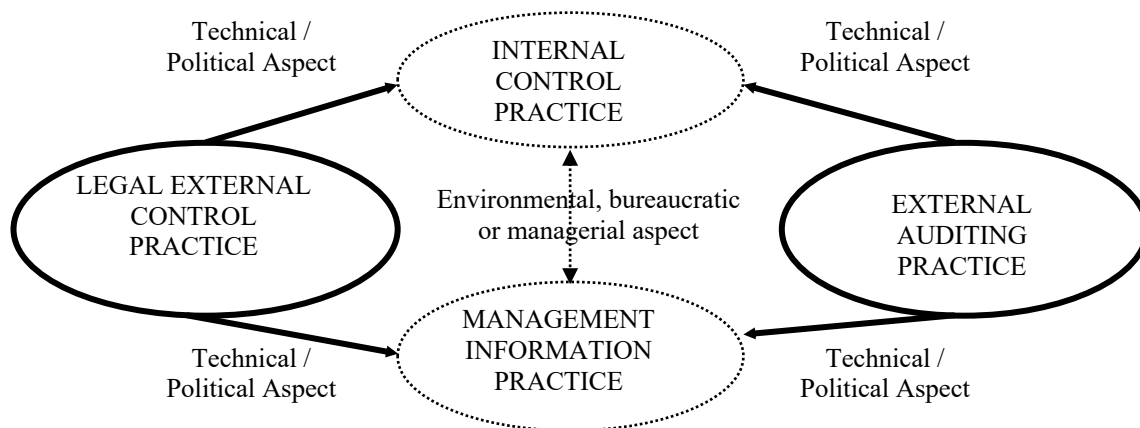 Technical /
Political Aspect
INTERNAL
CONTROL
PRACTICE
Technical /
Political Aspect
LEGAL EXTERNAL
CONTROL
PRACTICE
Environmental, bureaucratic
or managerial aspect
EXTERNAL
AUDITING
PRACTICE
Technical /
Political Aspect
MANAGEMENT
INFORMATION
PRACTICE
Technical /
Political Aspect